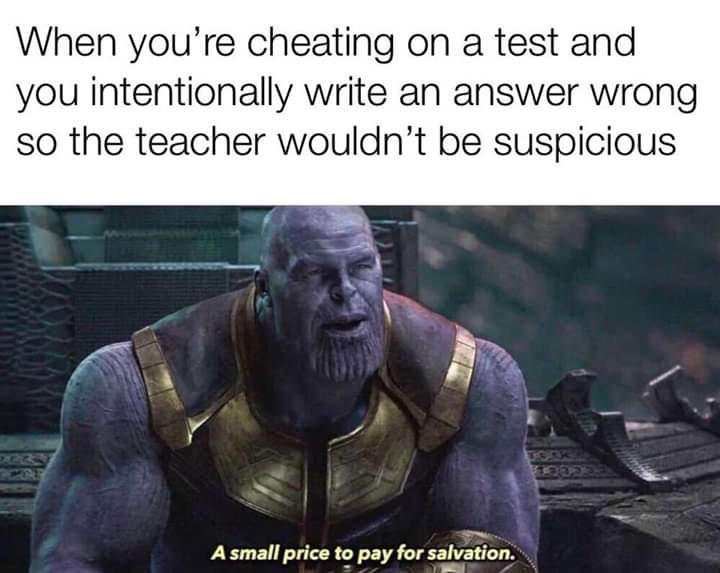 When you’re cheating on a test and
you intentionally write an answer wrong
so the teacher wouldn’t be suspicious
A small price to pay for salvation.